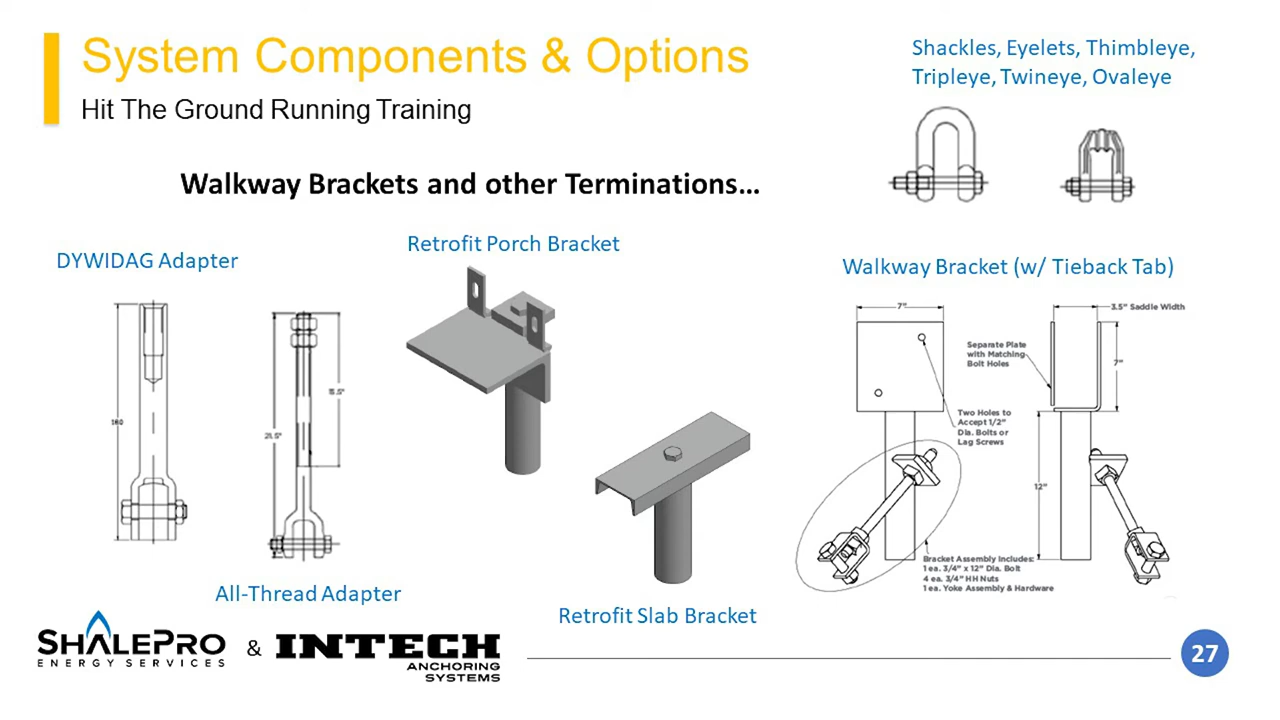 System Components & Options
Hit The Ground Running Training
Shackles, Eyelets, Thimbleye,
Tripleye, Twineye, Ovaleye
Walkway Brackets and other Terminations…
DYWIDAG Adapter
Retrofit Porch Bracket
Walkway Bracket (w/ Tieback Tab)
7"
3.5" Saddle Width
Separate Plate
with Matching
Bolt Holes
7"
Two Holes to
Accept 1/2"
Dia. Bolts or
Lag Screws
21.5"
12"
Bracket Assembly Includes:
1 ea. 3/4" x 12" Dia. Bolt
4 ea. 3/4" HH Nuts
1 ea. Yoke Assembly & Hardware
All-Thread Adapter
Retrofit Slab Bracket
SHALEPRO
ENERGY SERVICES
&
INTECH
ANCHORING
SYSTEMS
27